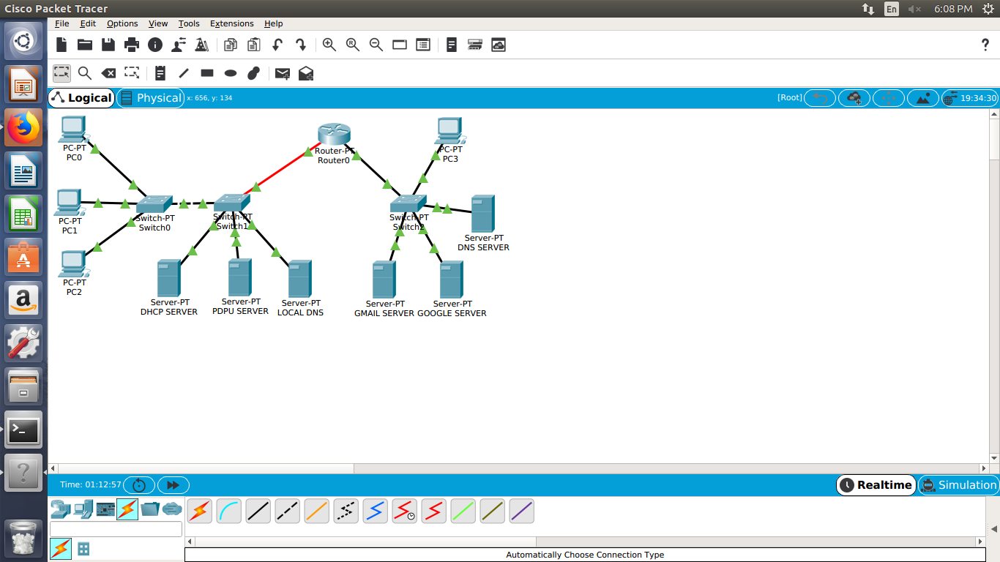 Cisco Packet Tracer
En
6:08 PM
File Edit Options View Tools Extensions Help
?
Logical
Physical
x: 656, y: 134
[Root]
19:34:30
PC-PT
PC0
Router-PT
Router0
PC-PT
PC3
PC-PT
PC1
Switch-PT
Switch0
Switch-PT
Switch1
Switch-PT
Switch2
Server-PT
DNS SERVER
PC-PT
PC2
Server-PT
DHCP SERVER
Server-PT
PDPU SERVER
Server-PT
LOCAL DNS
Server-PT
GMAIL SERVER
Server-PT
GOOGLE SERVER
Time: 01:12:57
Realtime
Simulation
Automatically Choose Connection Type